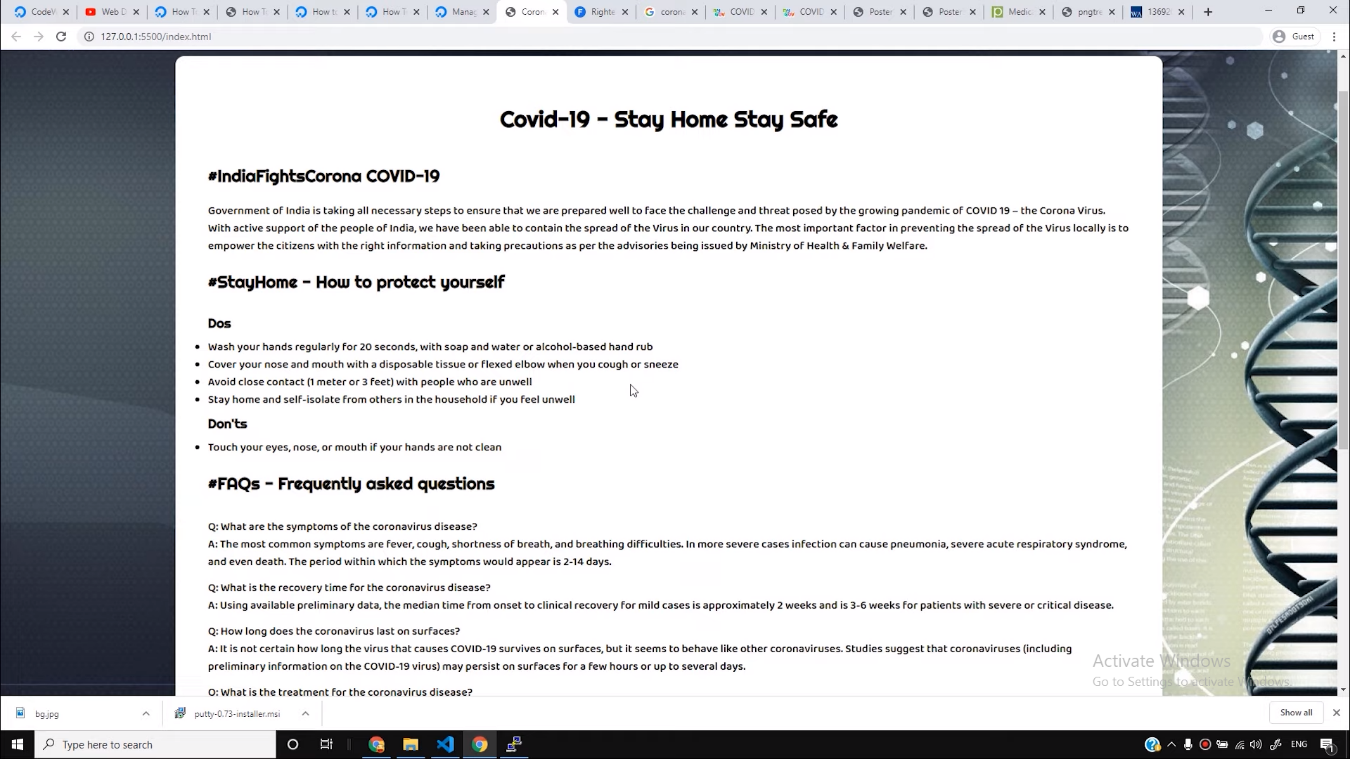 CodeW
Web D
How T
How T
How to
How T
Manag
Coron
Righte
corona
COVID
COVID
Poster
Poster
Medic
pngtre
13692
127.0.0.1:5500/index.html
Guest
Covid-19 - Stay Home Stay Safe
#IndiaFightsCorona COVID-19
Government of India is taking all necessary steps to ensure that we are prepared well to face the challenge and threat posed by the growing pandemic of COVID 19 – the Corona Virus.
With active support of the people of India, we have been able to contain the spread of the Virus in our country. The most important factor in preventing the spread of the Virus locally is to
empower the citizens with the right information and taking precautions as per the advisories being issued by Ministry of Health & Family Welfare.
#StayHome - How to protect yourself
Dos
Wash your hands regularly for 20 seconds, with soap and water or alcohol-based hand rub
Cover your nose and mouth with a disposable tissue or flexed elbow when you cough or sneeze
Avoid close contact (1 meter or 3 feet) with people who are unwell
Stay home and self-isolate from others in the household if you feel unwell
Don'ts
Touch your eyes, nose, or mouth if your hands are not clean
#FAQs - Frequently asked questions
Q: What are the symptoms of the coronavirus disease?
A: The most common symptoms are fever, cough, shortness of breath, and breathing difficulties. In more severe cases infection can cause pneumonia, severe acute respiratory syndrome,
and even death. The period within which the symptoms would appear is 2-14 days.
Q: What is the recovery time for the coronavirus disease?
A: Using available preliminary data, the median time from onset to clinical recovery for mild cases is approximately 2 weeks and is 3-6 weeks for patients with severe or critical disease.
Q: How long does the coronavirus last on surfaces?
A: It is not certain how long the virus that causes COVID-19 survives on surfaces, but it seems to behave like other coronaviruses. Studies suggest that coronaviruses (including
preliminary information on the COVID-19 virus) may persist on surfaces for a few hours or up to several days.
Q: What is the treatment for the coronavirus disease?
Activate Windows
Go to Settings to activate Windows.
bg.jpg
putty-0.73-installer.msi
Show all
Type here to search
ENG